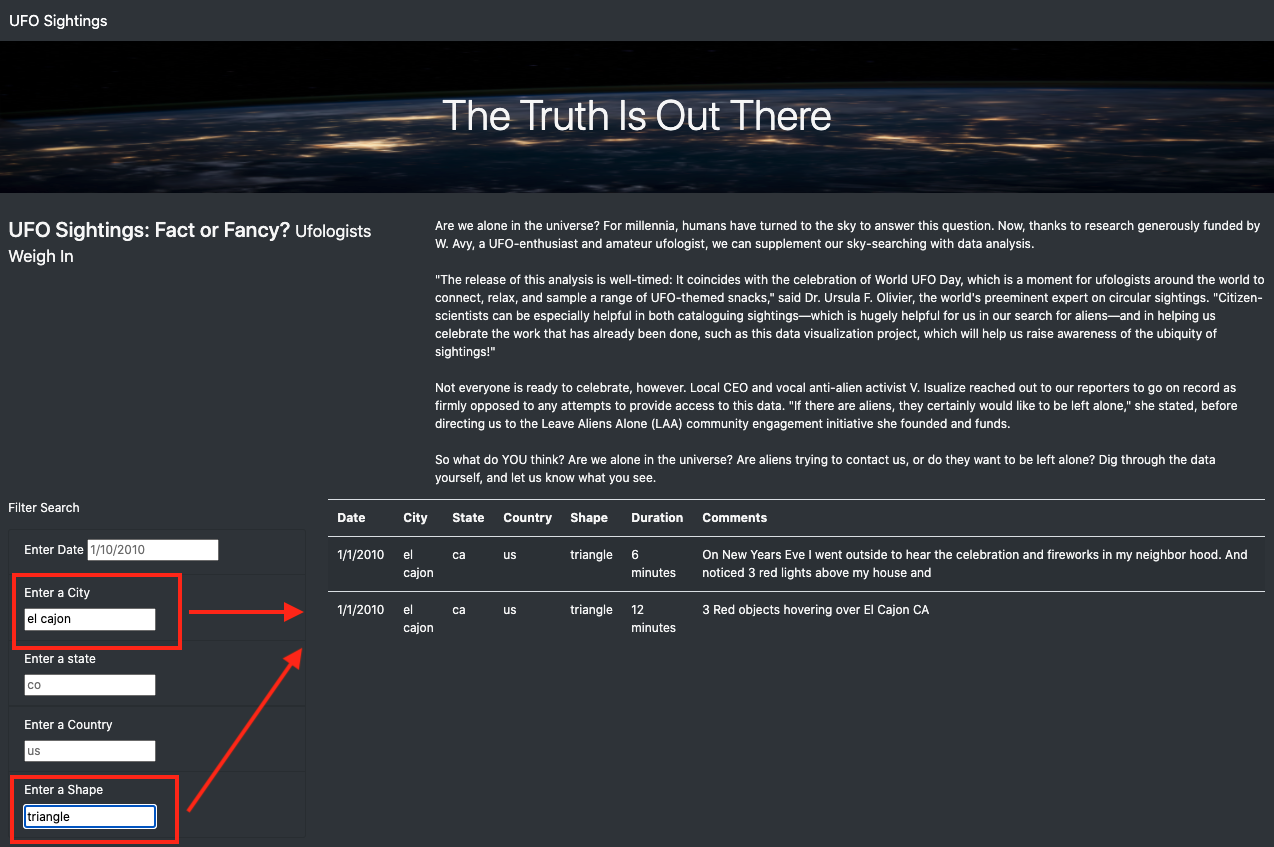 UFO Sightings
The Truth Is Out There
UFO Sightings: Fact or Fancy? Ufologists
Weigh In
Are we alone in the universe? For millennia, humans have turned to the sky to answer this question. Now, thanks to research generously funded by
W. Avy, a UFO-enthusiast and amateur ufologist, we can supplement our sky-searching with data analysis.
"The release of this analysis is well-timed: It coincides with the celebration of World UFO Day, which is a moment for ufologists around the world to
connect, relax, and sample a range of UFO-themed snacks," said Dr. Ursula F. Olivier, the world's preeminent expert on circular sightings. "Citizen-
scientists can be especially helpful in both cataloguing sightings—which is hugely helpful for us in our search for aliens—and in helping us
celebrate the work that has already been done, such as this data visualization project, which will help us raise awareness of the ubiquity of
sightings!"
Not everyone is ready to celebrate, however. Local CEO and vocal anti-alien activist V. Isualize reached out to our reporters to go on record as
firmly opposed to any attempts to provide access to this data. "If there are aliens, they certainly would like to be left alone," she stated, before
directing us to the Leave Aliens Alone (LAA) community engagement initiative she founded and funds.
So what do YOU think? Are we alone in the universe? Are aliens trying to contact us, or do they want to be left alone? Dig through the data
yourself, and let us know what you see.
Filter Search
Enter Date 1/10/2010
Enter a City
el cajon
Enter a state
co
Enter a Country
us
Enter a Shape
triangle
Date City State Country Shape Duration Comments
1/1/2010 el ca us triangle 6 On New Years Eve I went outside to hear the celebration and fireworks in my neighbor hood. And
cajon minutes noticed 3 red lights above my house and
1/1/2010 el ca us triangle 12 3 Red objects hovering over El Cajon CA
cajon minutes